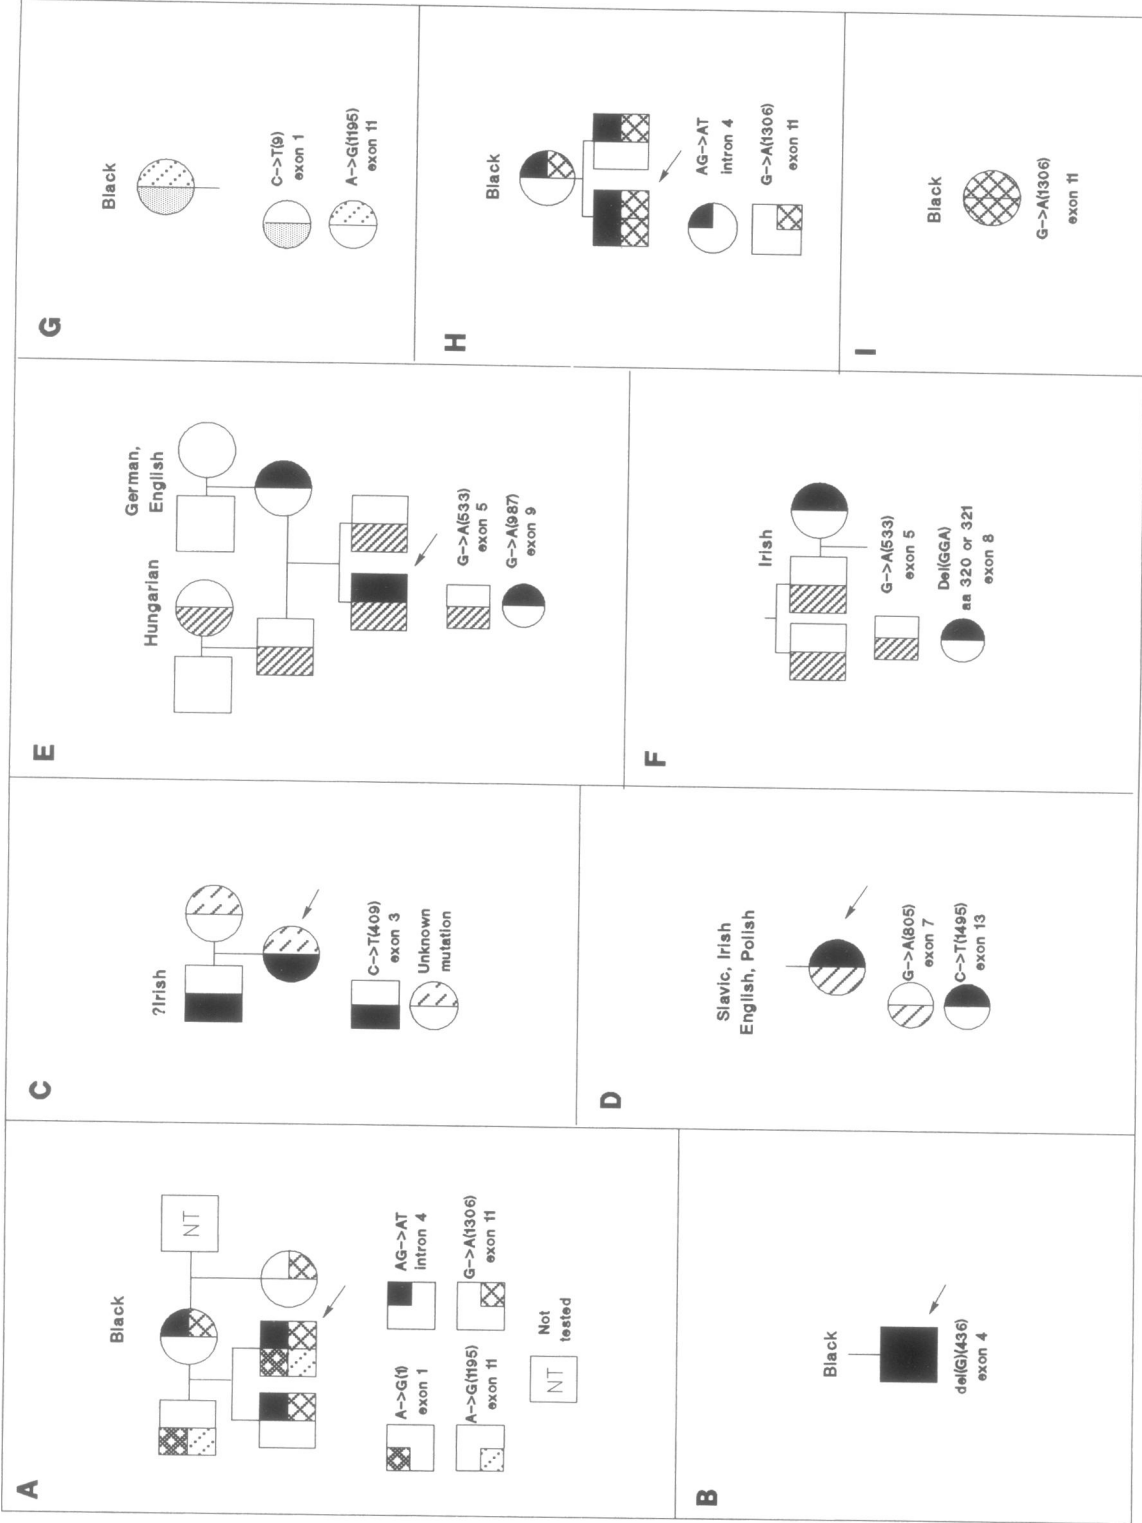 A
Black
NT
A->G(1)
exon 1
AG->AT
intron 4
A->G(1195)
exon 11
G->A(1306)
exon 11
NT
Not
tested
B
Black
del(G)(436)
exon 4
C
?Irish
C->T(409)
exon 3
Unknown
mutation
D
Slavic, Irish
English, Polish
G->A(805)
exon 7
C->T(1495)
exon 13
E
Hungarian
German,
English
G->A(533)
exon 5
G->A(987)
exon 9
F
Irish
G->A(533)
exon 5
Del(GGA)
aa 320 or 321
exon 8
G
Black
C->T(9)
exon 1
A->G(1195)
exon 11
H
Black
AG->AT
intron 4
G->A(1306)
exon 11
I
Black
G->A(1306)
exon 11